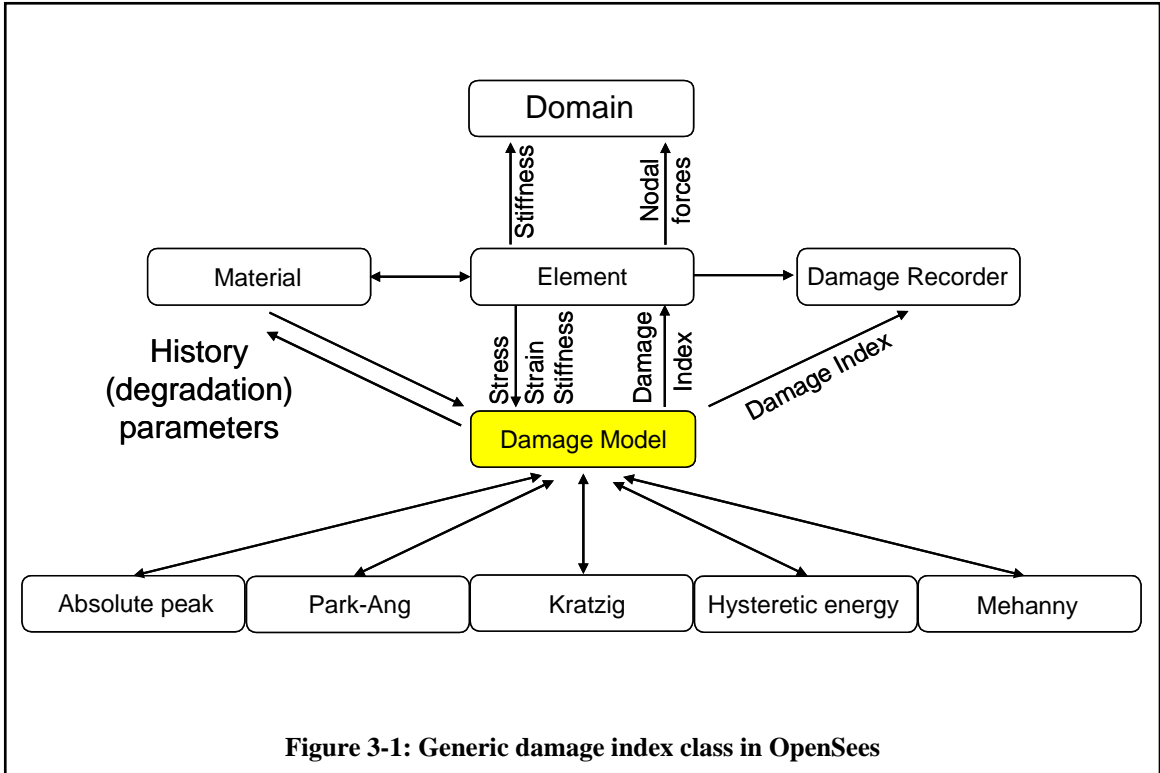 Domain
Stiffness
Nodal
forces
Material
Element
Damage Recorder
History
(degradation)
parameters
Stress
Strain
Stiffness
Damage
Index
Damage Index
Damage Model
Absolute peak
Park-Ang
Kratzig
Hysteretic energy
Mehanny
Figure 3-1: Generic damage index class in OpenSees